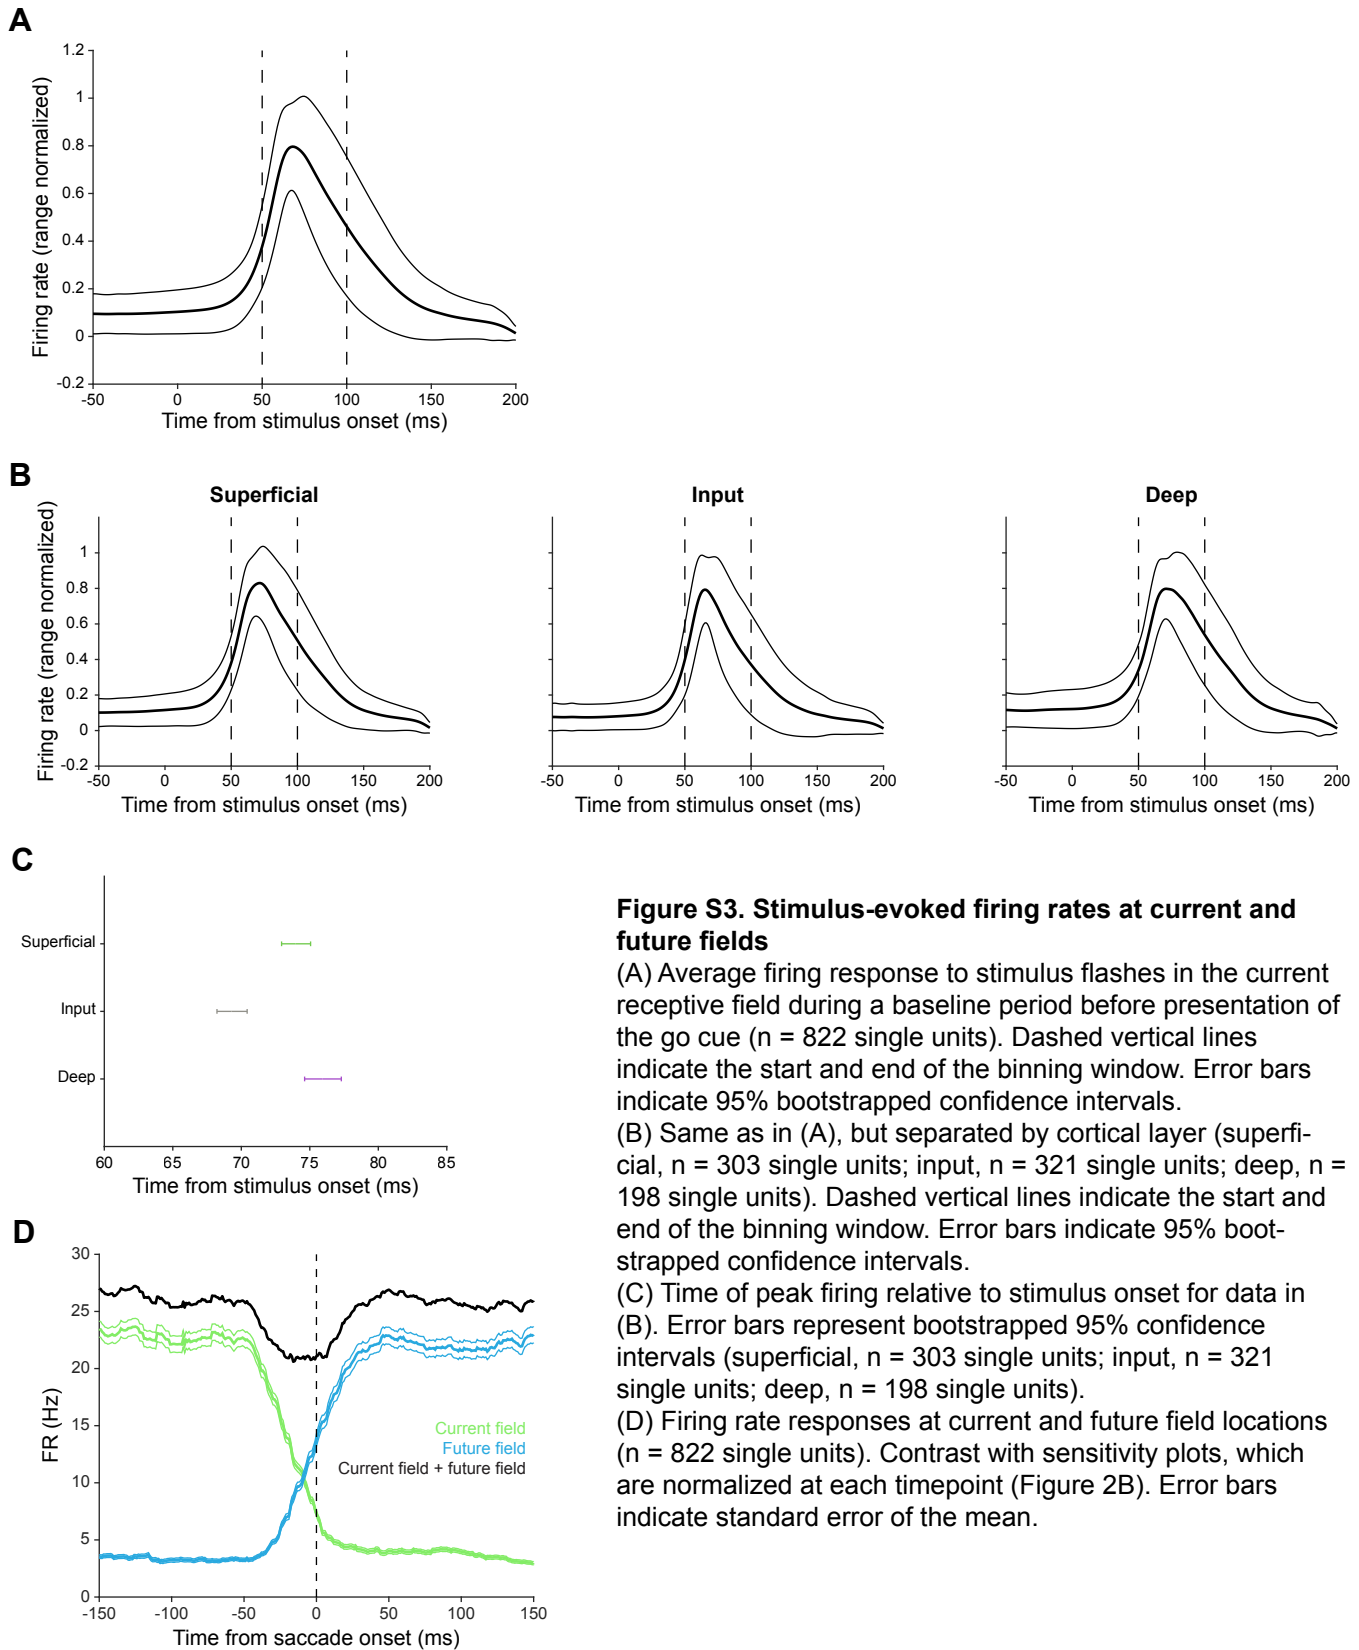 A
1.2
1
0.8
0.6
0.4
0.2
0
-0.2
Firing rate (range normalized)
-50 0 50 100 150 200
Time from stimulus onset (ms)
B
Superficial
Input
Deep
1
0.8
0.6
0.4
0.2
0
-0.2
Firing rate (range normalized)
-50 0 50 100 150 200
Time from stimulus onset (ms)
-50 0 50 100 150 200
Time from stimulus onset (ms)
-50 0 50 100 150 200
Time from stimulus onset (ms)
C
Superficial
Input
Deep
60 65 70 75 80 85
Time from stimulus onset (ms)
D
30
25
20
15
10
5
0
FR (Hz)
Current field
Future field
Current field + future field
-150 -100 -50 0 50 100 150
Time from saccade onset (ms)
Figure S3. Stimulus-evoked firing rates at current and
future fields
(A) Average firing response to stimulus flashes in the current
receptive field during a baseline period before presentation of
the go cue (n = 822 single units). Dashed vertical lines
indicate the start and end of the binning window. Error bars
indicate 95% bootstrapped confidence intervals.
(B) Same as in (A), but separated by cortical layer (superfi-
cial, n = 303 single units; input, n = 321 single units; deep, n =
198 single units). Dashed vertical lines indicate the start and
end of the binning window. Error bars indicate 95% boot-
strapped confidence intervals.
(C) Time of peak firing relative to stimulus onset for data in
(B). Error bars represent bootstrapped 95% confidence
intervals (superficial, n = 303 single units; input, n = 321
single units; deep, n = 198 single units).
(D) Firing rate responses at current and future field locations
(n = 822 single units). Contrast with sensitivity plots, which
are normalized at each timepoint (Figure 2B). Error bars
indicate standard error of the mean.